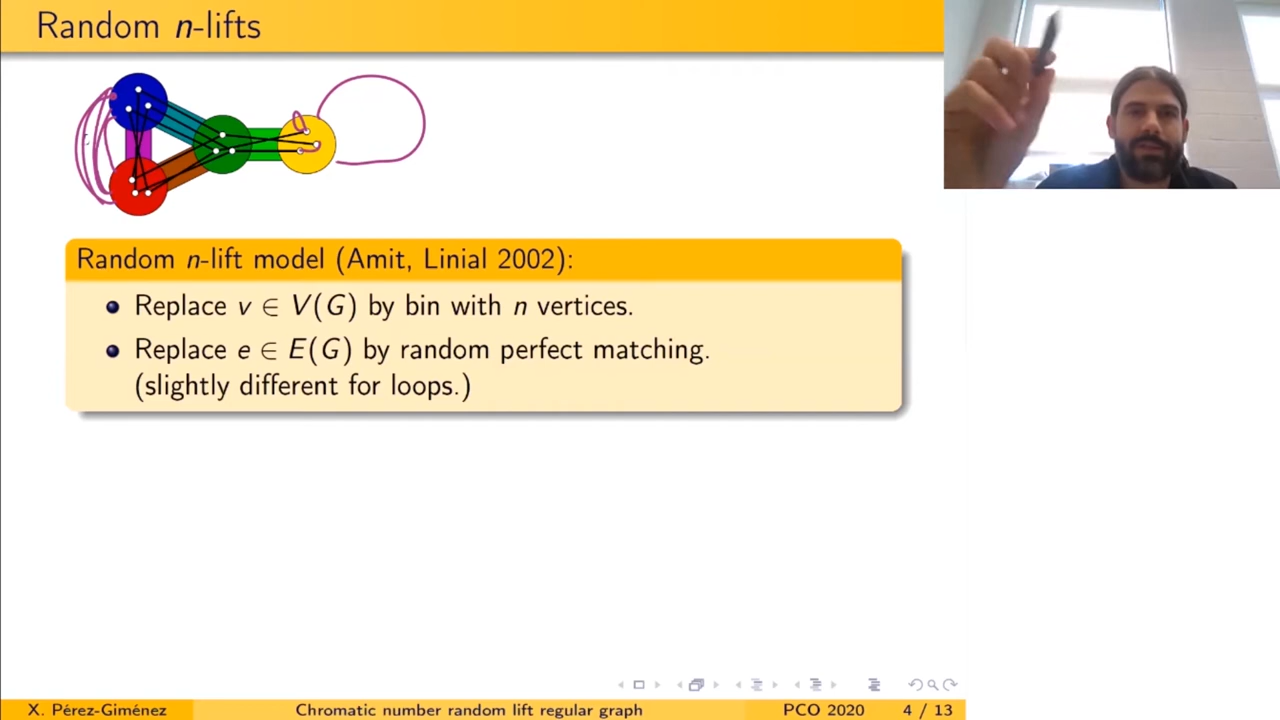 Random n-lifts
Random n-lift model (Amit, Linial 2002):
Replace v ∈ V(G) by bin with n vertices.
Replace e ∈ E(G) by random perfect matching.
(slightly different for loops.)
X. Pérez-Giménez Chromatic number random lift regular graph PCO 2020 4 / 13